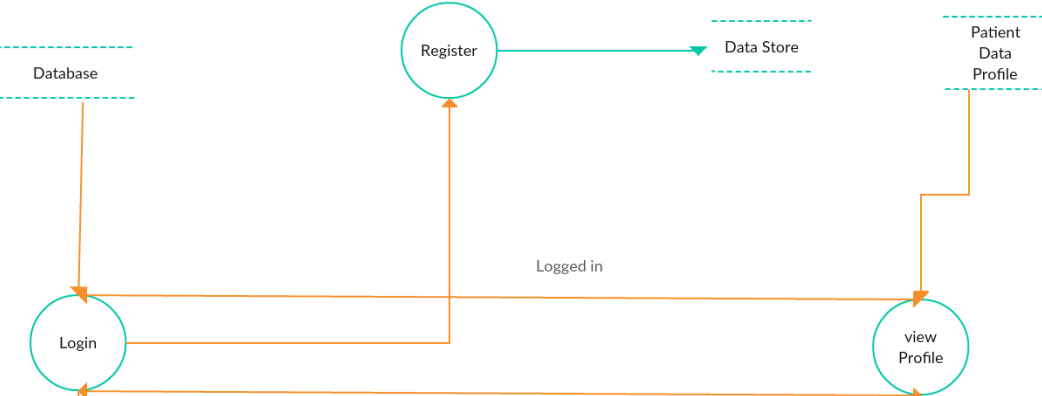 Patient
Data
Profile
Register
Data Store
Database
Logged in
Login
view
Profile